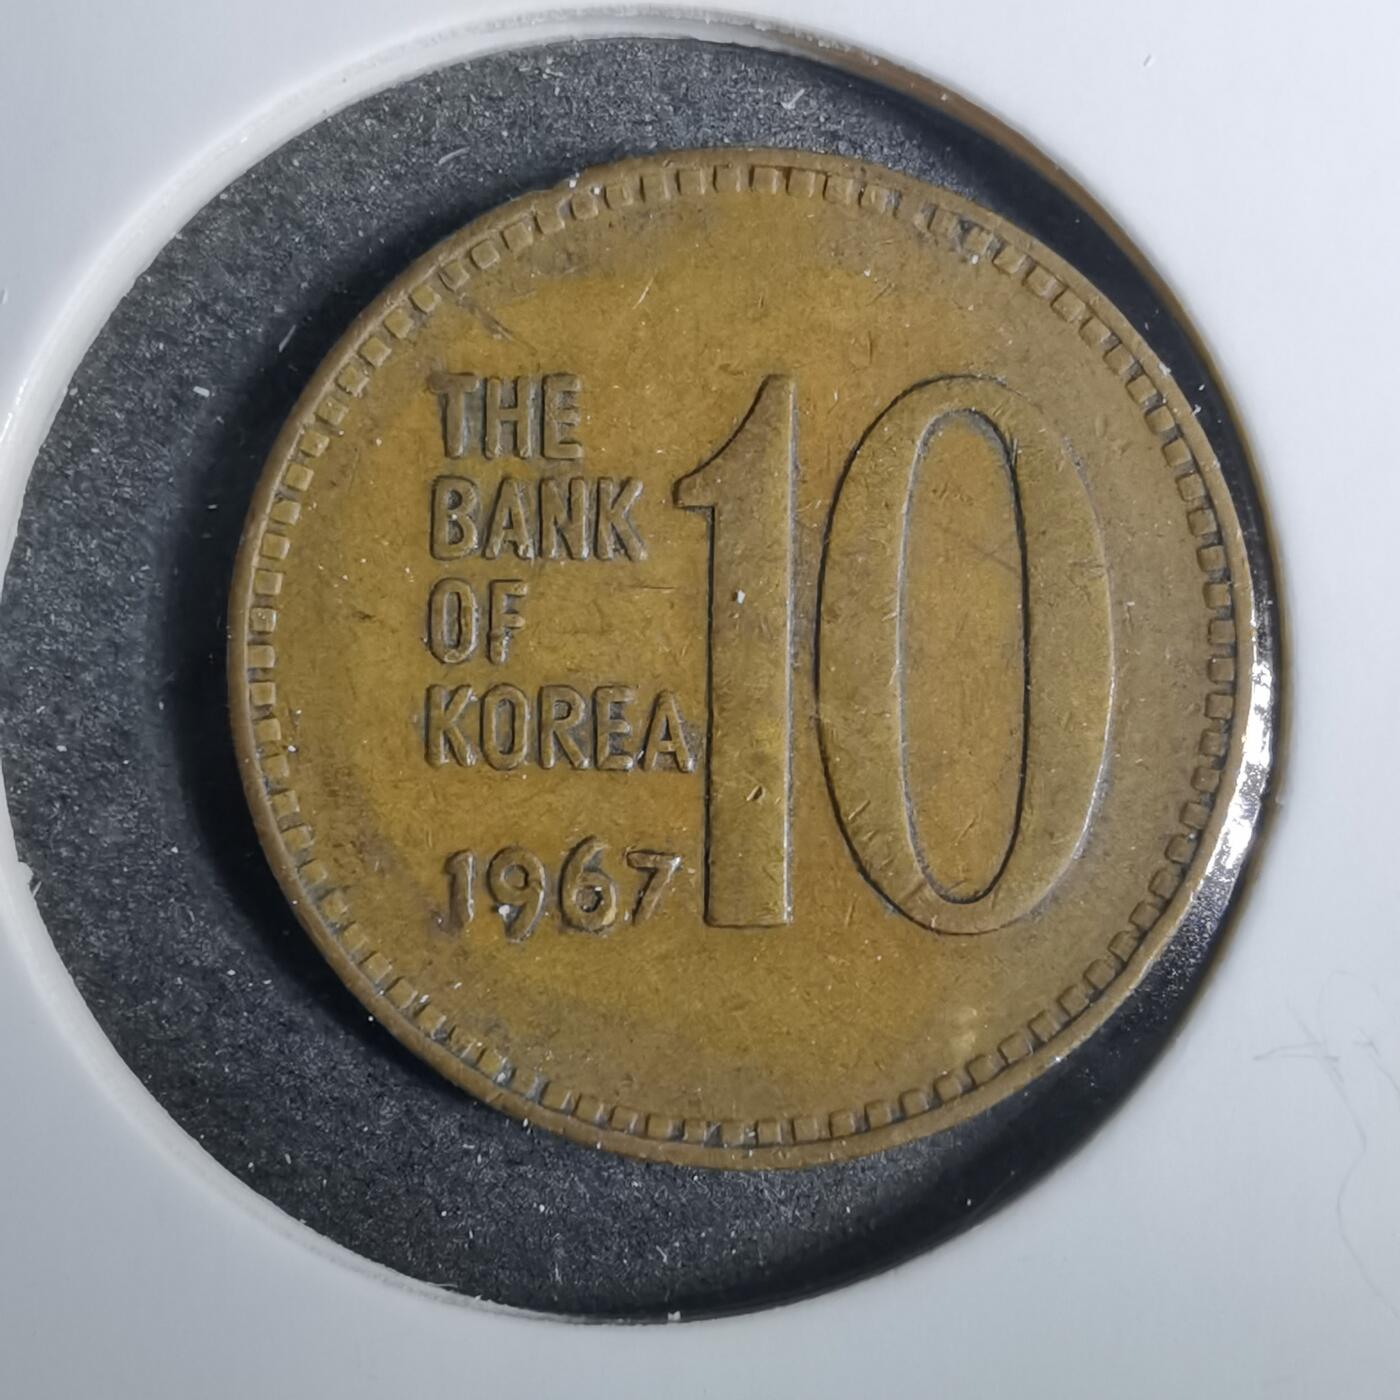 THE
BANK
OF
KOREA
1967
10